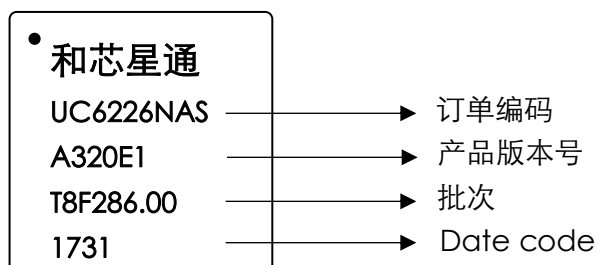 和芯星通
UC6226NAS 订单编码
A320E1 产品版本号
T8F286.00 批次
1731 Date code